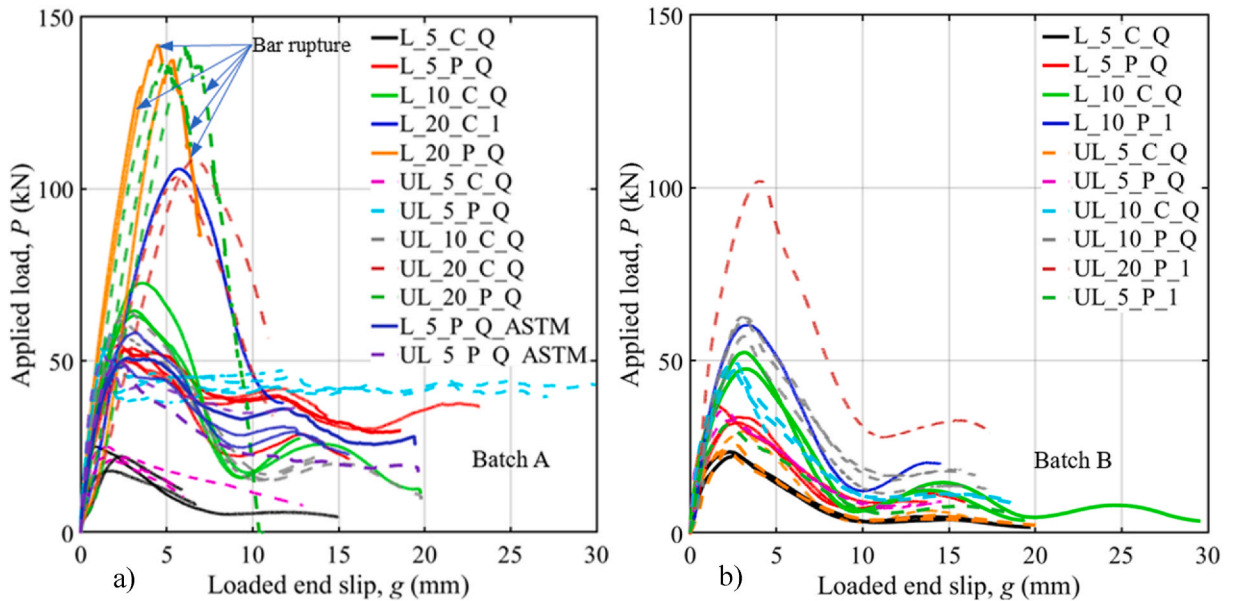 150
100
50
0
Applied load, P (kN)
Bar rupture
L_5_C_Q
L_5_P_Q
L_10_C_Q
L_20_C_1
L_20_P_Q
UL_5_C_Q
UL_5_P_Q
UL_10_C_Q
UL_20_C_Q
UL_20_P_Q
L_5_P_Q_ASTM
UL_5_P_Q_ASTM
Batch A
0 5 10 15 20 25 30
a)
Loaded end slip, g (mm)
150
100
50
0
Applied load, P (kN)
L_5_C_Q
L_5_P_Q
L_10_C_Q
L_10_P_1
UL_5_C_Q
UL_5_P_Q
UL_10_C_Q
UL_10_P_Q
UL_20_P_1
UL_5_P_1
Batch B
0 5 10 15 20 25 30
b)
Loaded end slip, g (mm)